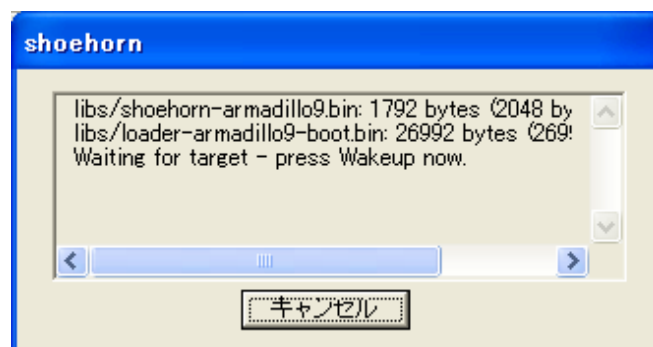 shoehorn
libs/shoehorn-armadillo9.bin: 1792 bytes (2048 by
libs/loader-armadillo9-boot.bin: 26992 bytes (269
Waiting for target - press Wakeup now.
キャンセル